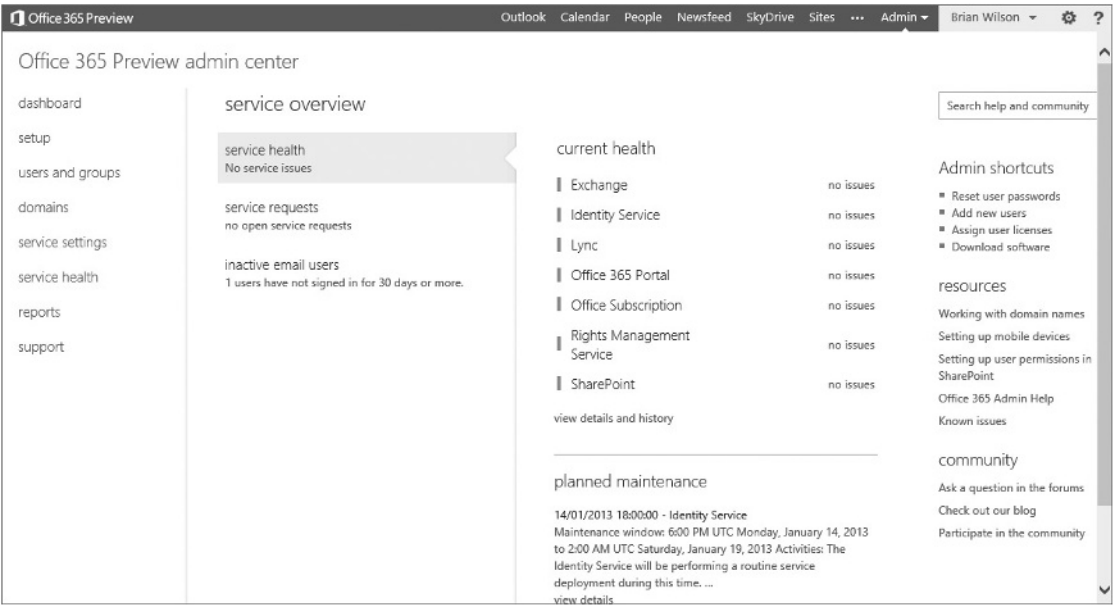 Office 365 Preview
Outlook Calendar People Newsfeed SkyDrive Sites ••• Admin Brian Wilson ?
Office 365 Preview admin center
dashboard
setup
users and groups
domains
service settings
service health
reports
support
service overview
service health
No service issues
service requests
no open service requests
inactive email users
1 users have not signed in for 30 days or more.
current health
Exchange no issues
Identity Service no issues
Lync no issues
Office 365 Portal no issues
Office Subscription no issues
Rights Management
Service no issues
SharePoint no issues
view details and history
planned maintenance
14/01/2013 18:00:00 - Identity Service
Maintenance window: 6:00 PM UTC Monday, January 14, 2013
to 2:00 AM UTC Saturday, January 19, 2013 Activities: The
Identity Service will be performing a routine service
deployment during this time. ...
view details
Search help and community
Admin shortcuts
Reset user passwords
Add new users
Assign user licenses
Download software
resources
Working with domain names
Setting up mobile devices
Setting up user permissions in
SharePoint
Office 365 Admin Help
Known issues
community
Ask a question in the forums
Check out our blog
Participate in the community